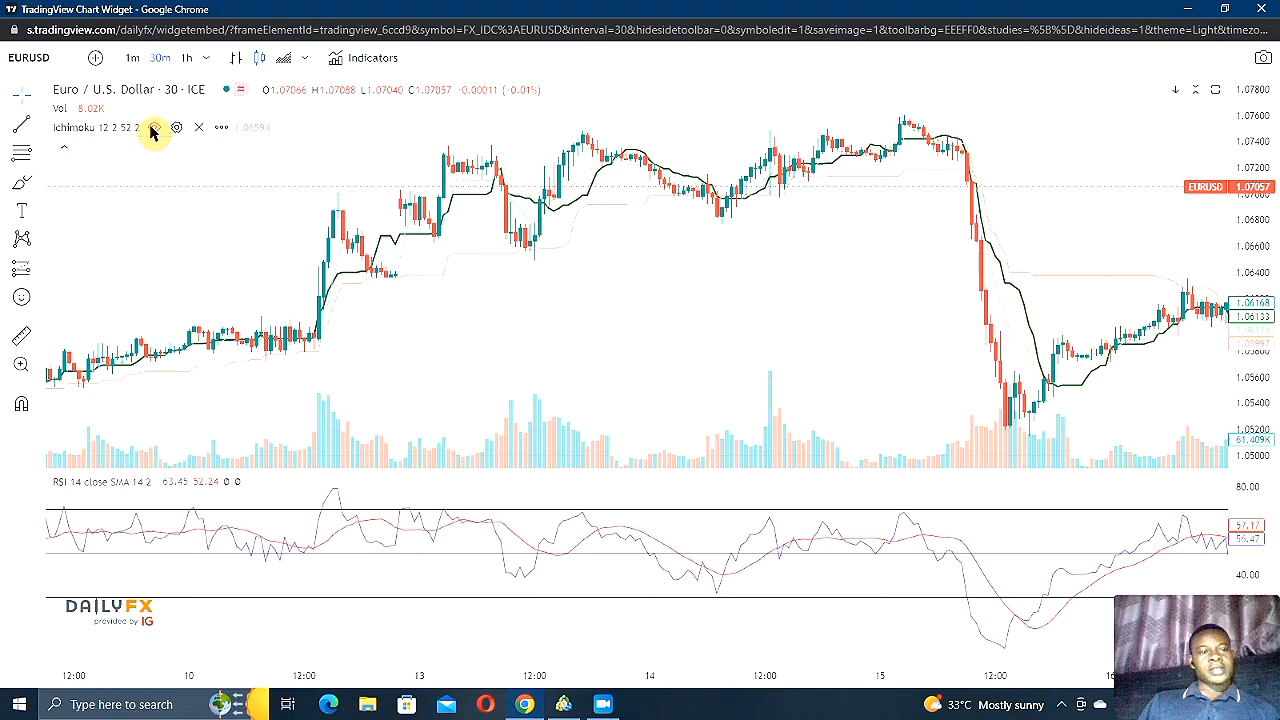 TradingView Chart Widget - Google Chrome
s.tradingview.com/dailyfx/widgetembed/?frameElementId=tradingview_6ccd9&symbol=FX_IDC%3AEURUSD&interval=30&hidesidetoolbar=0&symboledit=1&saveimage=1&toolbarbg=EEEFF0&studies=%5B%5D&hideideas=1&theme=Light&timezo...
EURUSD 1m 30m 1h Indicators
Euro / U.S. Dollar · 30 · ICE O1.07066 H1.07088 L1.07040 C1.07057 -0.00011 (-0.01%)
Vol 8.02K
Ichimoku 12 2 52 2 1.06594
1.07800
1.07600
1.07400
1.07200
EURUSD 1.07057
1.06800
1.06600
1.06400
1.06168
1.06133
1.05997
1.05800
1.05600
1.05400
1.05200
61.409K
1.05000
RSI 14 close SMA 14 2 63.45 52.24 0 0
80.00
57.17
56.47
40.00
DAILYFX
provided by IG
12:00 10 12:00 13 12:00 14 12:00 15 12:00
Type here to search
33°C Mostly sunny